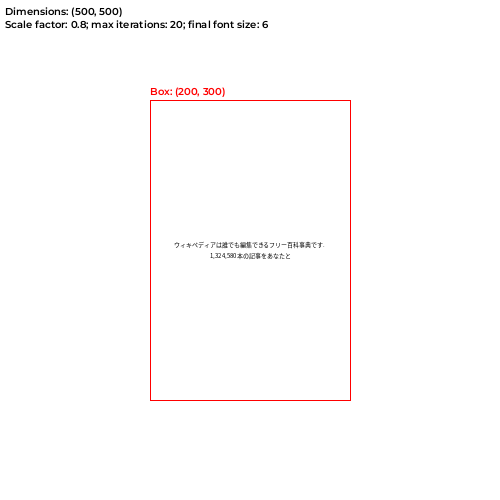 Dimensions: (500, 500)
Scale factor: 0.8; max iterations: 20; final font size: 6
Box: (200, 300)
ウィキペディアは誰でも編集できるフリー百科事典です.
1,324,580本の記事をあなたと